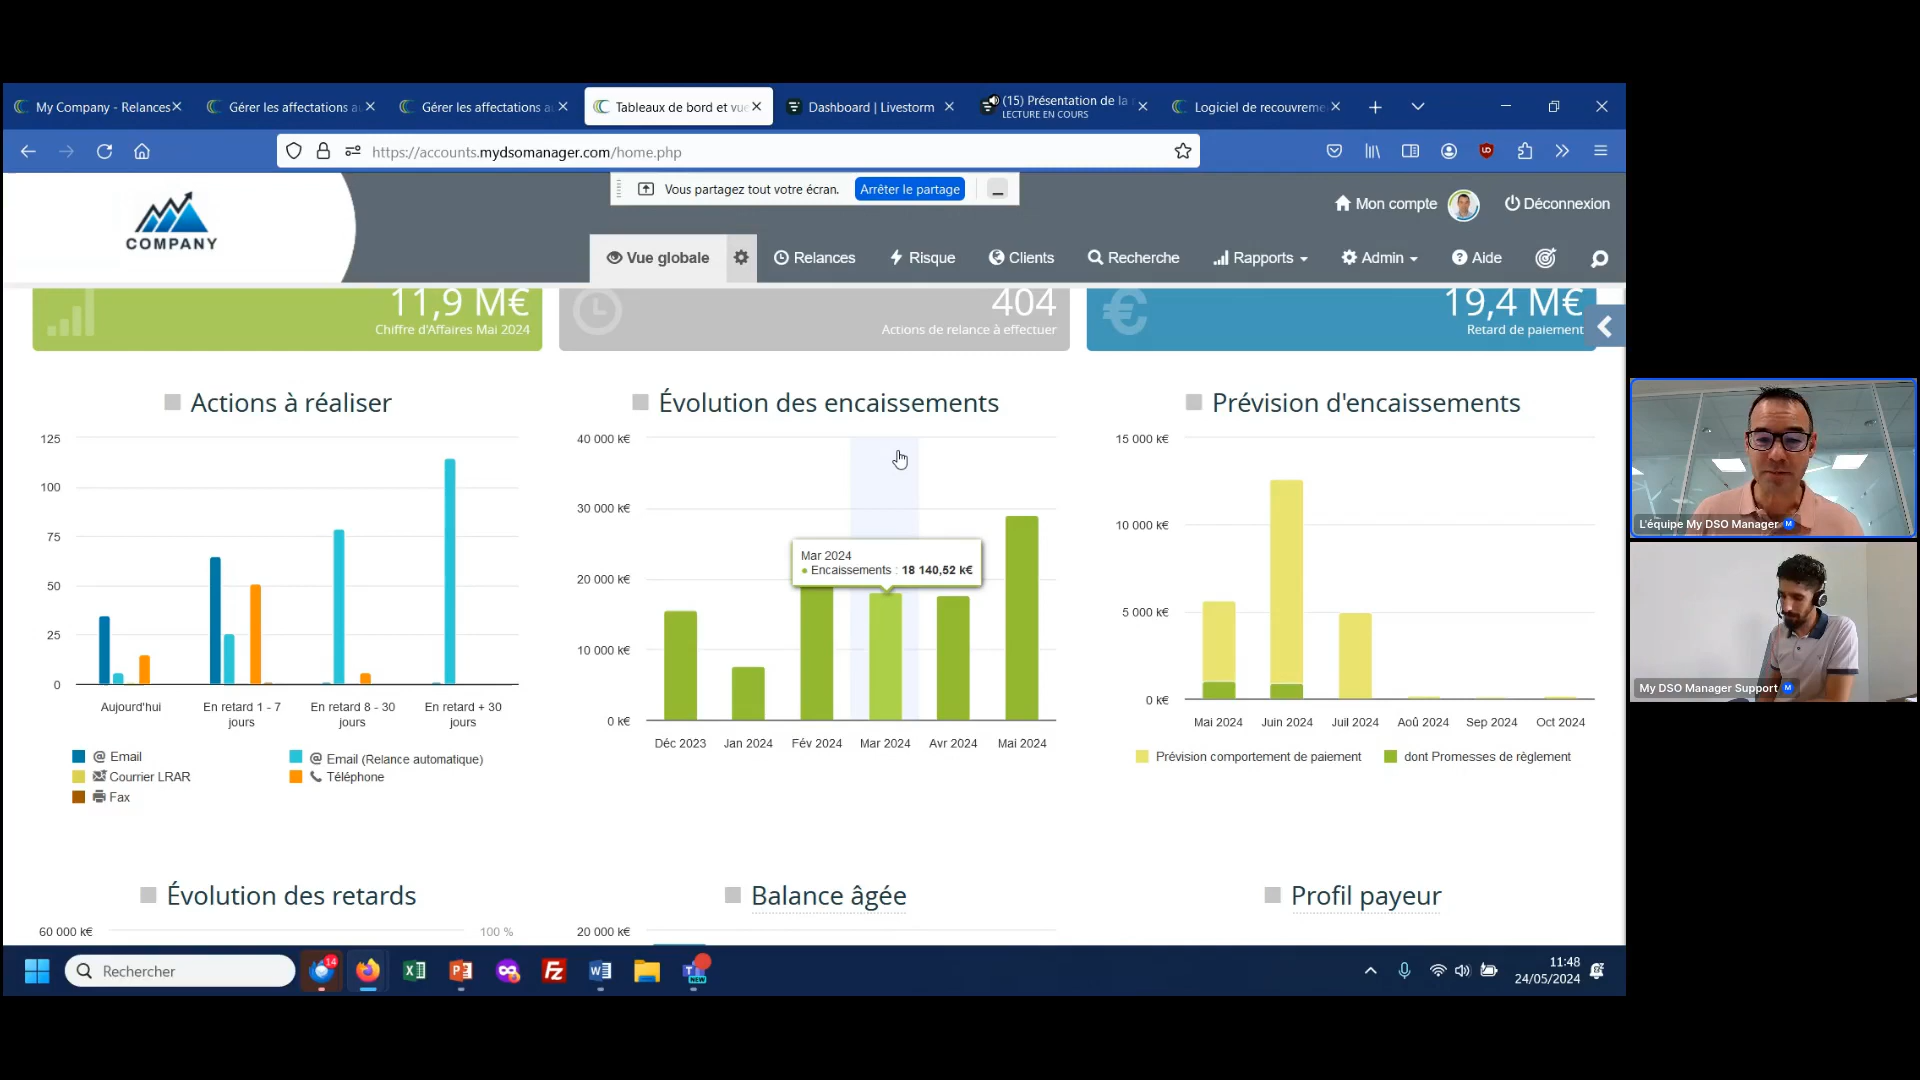 My Company - Relances
Gérer les affectations a
Gérer les affectations a
Tableaux de bord et vue
Dashboard | Livestorm
(15) Présentation de la
LECTURE EN COURS
Logiciel de recouvreme
https://accounts.mydsomanager.com/home.php
Vous partagez tout votre écran.
Arrêter le partage
COMPANY
Mon compte
Déconnexion
Vue globale
Relances
Risque
Clients
Recherche
Rapports
Admin
Aide
11,9 M€
Chiffre d'Affaires Mai 2024
404
Actions de relance à effectuer
19,4 M€
Retard de paiement
Actions à réaliser
125
100
75
50
25
0
Aujourd'hui
En retard 1 - 7
jours
En retard 8 - 30
jours
En retard + 30
jours
@ Email
@ Email (Relance automatique)
Courrier LRAR
Téléphone
Fax
Évolution des encaissements
40 000 k€
30 000 k€
20 000 k€
10 000 k€
0 k€
Mar 2024
Encaissements : 18 140,52 k€
Déc 2023
Jan 2024
Fév 2024
Mar 2024
Avr 2024
Mai 2024
Prévision d'encaissements
15 000 k€
10 000 k€
5 000 k€
0 k€
Mai 2024
Juin 2024
Juil 2024
Aoû 2024
Sep 2024
Oct 2024
Prévision comportement de paiement
dont Promesses de règlement
Évolution des retards
60 000 k€
100 %
Balance âgée
20 000 k€
Profil payeur
L'équipe My DSO Manager M
My DSO Manager Support M
Rechercher
14
NEW
11:48
24/05/2024